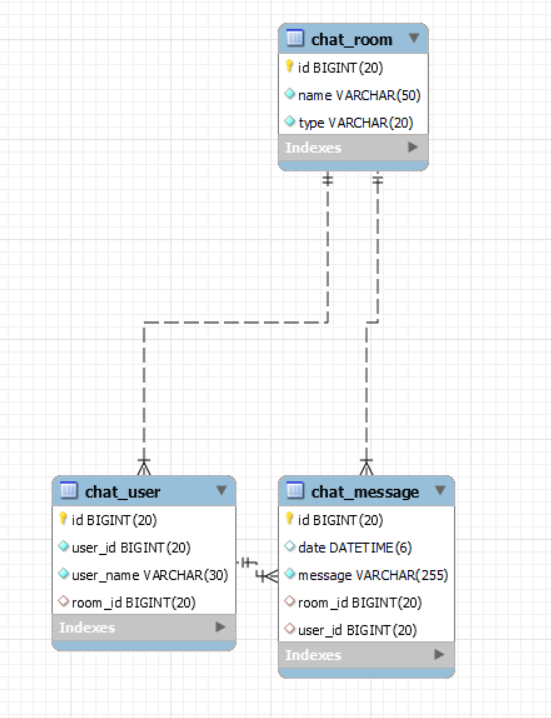 chat_room
id BIGINT(20)
name VARCHAR(50)
type VARCHAR(20)
Indexes
chat_user
id BIGINT(20)
user_id BIGINT(20)
user_name VARCHAR(30)
room_id BIGINT(20)
Indexes
chat_message
id BIGINT(20)
date DATETIME(6)
message VARCHAR(255)
room_id BIGINT(20)
user_id BIGINT(20)
Indexes